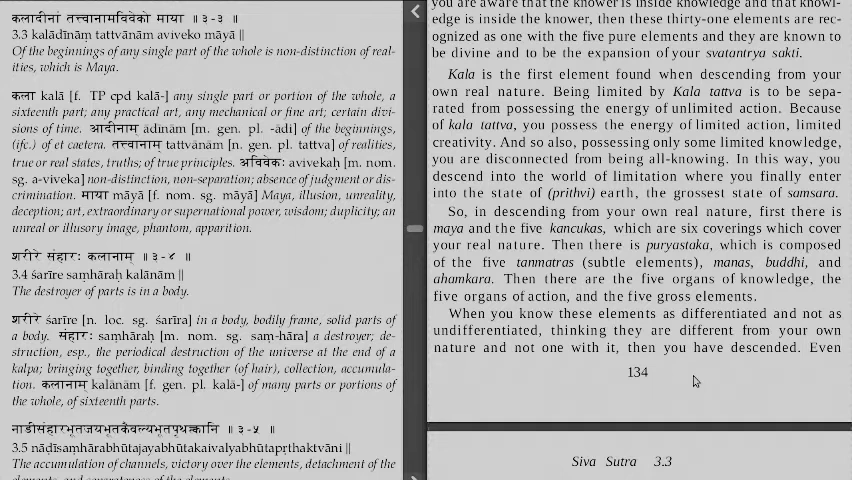 कलादीनां तत्त्वानामविवेको माया ॥ ३-३ ॥
3.3 kalādīnāṃ tattvānām aviveko māyā ||
Of the beginnings of any single part of the whole is non-distinction of real-
ities, which is Maya.
कला kalā [f. TP cpd kalā-] any single part or portion of the whole, a
sixteenth part; any practical art, any mechanical or fine art; certain divi-
sions of time. आदीनाम् ādīnām [m. gen. pl. -ādi] of the beginnings,
(ifc.) of et caetera. तत्त्वानाम् tattvānām [n. gen. pl. tattva] of realities,
true or real states, truths; of true principles. अविवेकः avivekaḥ [m. nom.
sg. a-viveka] non-distinction, non-separation; absence of judgment or dis-
crimination. माया māyā [f. nom. sg. māyā] Maya, illusion, unreality,
deception; art, extraordinary or supernational power, wisdom; duplicity; an
unreal or illusory image, phantom, apparition.
शरीरे संहारः कलानाम् ॥ ३-४ ॥
3.4 śarīre saṃhāraḥ kalānām ||
The destroyer of parts is in a body.
शरीरे śarīre [n. loc. sg. śarīra] in a body, bodily frame, solid parts of
a body. संहारः saṃhāraḥ [m. nom. sg. saṃ-hāra] a destroyer; de-
struction, esp., the periodical destruction of the universe at the end of a
kalpa; bringing together, binding together (of hair), collection, accumula-
tion. कलानाम् kalānām [f. gen. pl. kalā-] of many parts or portions of
the whole, of sixteenth parts.
नाडीसंहारभूतजयभूतकैवल्यभूतपृथक्त्वानि ॥ ३-५ ॥
3.5 nāḍīsaṃhārabhūtajayabhūtakaivalyabhūtapṛthaktvāni ||
The accumulation of channels, victory over the elements, detachment of the
you are aware that the knower is inside knowledge and that knowl-
edge is inside the knower, then these thirty-one elements are rec-
ognized as one with the five pure elements and they are known to
be divine and to be the expansion of your svatantrya sakti.
Kala is the first element found when descending from your
own real nature. Being limited by Kala tattva is to be sepa-
rated from possessing the energy of unlimited action. Because
of kala tattva, you possess the energy of limited action, limited
creativity. And so also, possessing only some limited knowledge,
you are disconnected from being all-knowing. In this way, you
descend into the world of limitation where you finally enter
into the state of (prithvi) earth, the grossest state of samsara.
So, in descending from your own real nature, first there is
maya and the five kancukas, which are six coverings which cover
your real nature. Then there is puryastaka, which is composed
of the five tanmatras (subtle elements), manas, buddhi, and
ahamkara. Then there are the five organs of knowledge, the
five organs of action, and the five gross elements.
When you know these elements as differentiated and not as
undifferentiated, thinking they are different from your own
nature and not one with it, then you have descended. Even
134
Siva Sutra 3.3